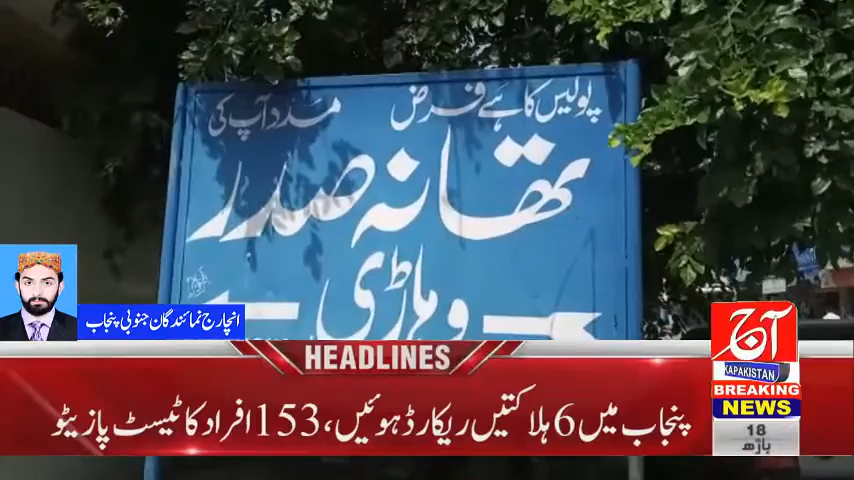 پولیس کا ہے فرض مدد آپ کی
تھانہ صدر
وہاڑی
انچارج نمائندگان جنوبی پنجاب
HEADLINES
پنجاب میں 6 ہلاکتیں ریکارڈ ہوئیں، 153 افراد کا ٹیسٹ پازیٹو
آج
KAPAKISTAN
BREAKING
NEWS
18
ہاڑھ